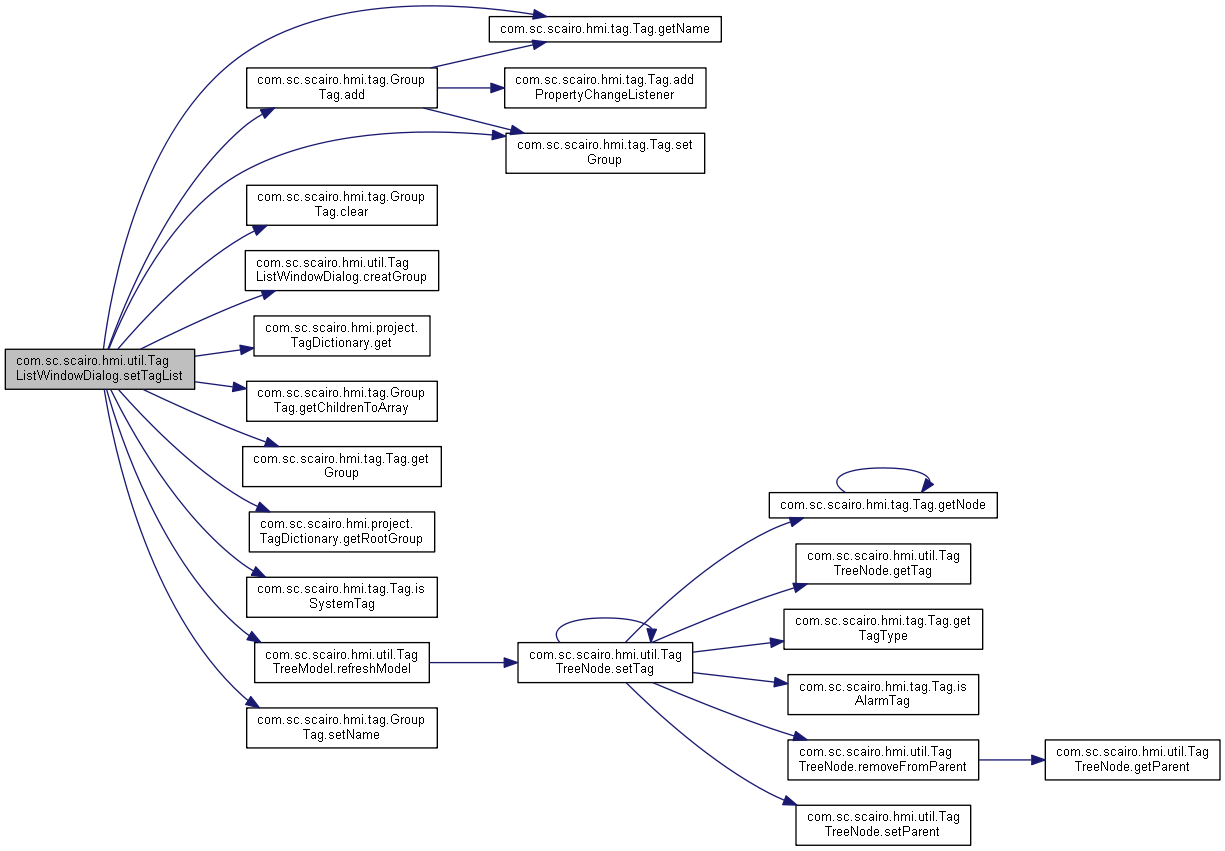 com.sc.scairo.hmi.tag.Tag.getName
com.sc.scairo.hmi.tag.Group
Tag.add
com.sc.scairo.hmi.tag.Tag.add
PropertyChangeListener
com.sc.scairo.hmi.tag.Tag.set
Group
com.sc.scairo.hmi.tag.Group
Tag.clear
com.sc.scairo.hmi.util.Tag
ListWindowDialog.creatGroup
com.sc.scairo.hmi.project.
TagDictionary.get
com.sc.scairo.hmi.util.Tag
ListWindowDialog.setTagList
com.sc.scairo.hmi.tag.Group
Tag.getChildrenToArray
com.sc.scairo.hmi.tag.Tag.get
Group
com.sc.scairo.hmi.project.
TagDictionary.getRootGroup
com.sc.scairo.hmi.tag.Tag.is
SystemTag
com.sc.scairo.hmi.util.Tag
TreeModel.refreshModel
com.sc.scairo.hmi.tag.Group
Tag.setName
com.sc.scairo.hmi.util.Tag
TreeNode.setTag
com.sc.scairo.hmi.tag.Tag.getNode
com.sc.scairo.hmi.util.Tag
TreeNode.getTag
com.sc.scairo.hmi.tag.Tag.get
TagType
com.sc.scairo.hmi.tag.Tag.is
AlarmTag
com.sc.scairo.hmi.util.Tag
TreeNode.removeFromParent
com.sc.scairo.hmi.util.Tag
TreeNode.getParent
com.sc.scairo.hmi.util.Tag
TreeNode.setParent